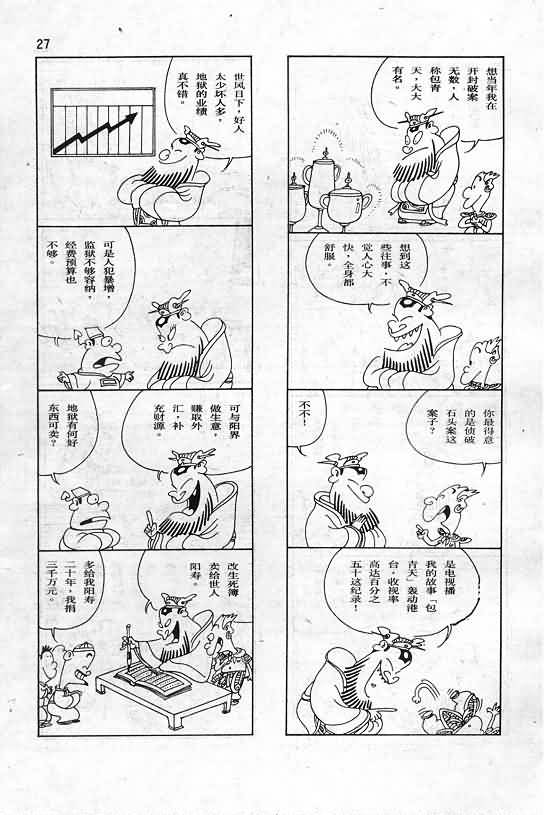 27
想当年我在
开封破案
无数，人
称包青
天，大大
有名。
想到这
些往事，不
觉人心大
快，全身都
舒服。
你最得意
的是侦破
石头案这
案子？
不不！
是电视播
我的故事「包
青天」轰动港
台，收视率
高达百分之
五十这纪录！
世风日下，好人
太少坏人多，
地狱的业绩
真不错。
可是人犯暴增，
监狱不够容纳，
经费预算也
不够。
可与阳界
做生意，
赚取外
汇，补
充财源。
地狱有何好
东西可卖？
改生死簿
卖给世人
阳寿。
多给我阳寿
二十年，我捐
三千万元。